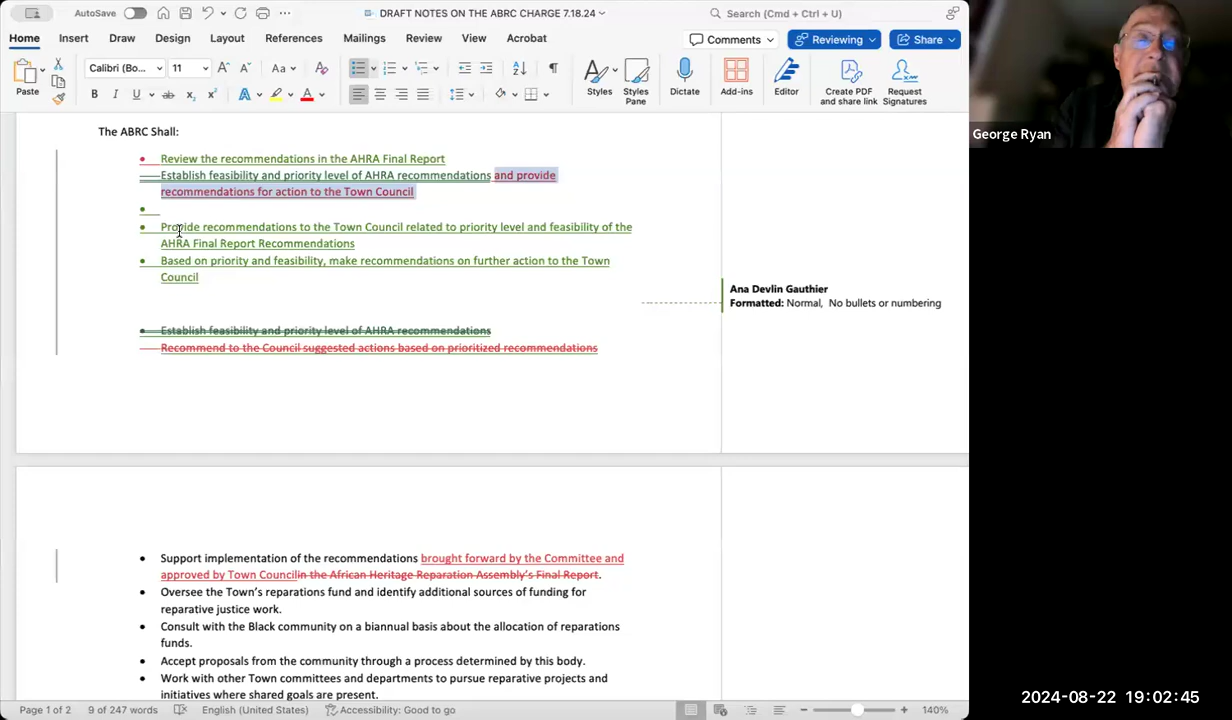 AutoSave
DRAFT NOTES ON THE ABRC CHARGE 7.18.24
Search (Cmd + Ctrl + U)
Home Insert Draw Design Layout References Mailings Review View Acrobat
Comments Reviewing Share
Paste
Calibri (Bo... 11
Aa
B I U ab x₂ x²
Styles
Styles
Pane
Dictate
Add-ins
Editor
Create PDF
and share link
Request
Signatures
The ABRC Shall:
• Review the recommendations in the AHRA Final Report
Establish feasibility and priority level of AHRA recommendations and provide
recommendations for action to the Town Council
•
• Provide recommendations to the Town Council related to priority level and feasibility of the
AHRA Final Report Recommendations
• Based on priority and feasibility, make recommendations on further action to the Town
Council
Ana Devlin Gauthier
Formatted: Normal, No bullets or numbering
• Establish feasibility and priority level of AHRA recommendations
Recommend to the Council suggested actions based on prioritized recommendations
• Support implementation of the recommendations brought forward by the Committee and
approved by Town Councilin the African Heritage Reparation Assembly's Final Report.
• Oversee the Town's reparations fund and identify additional sources of funding for
reparative justice work.
• Consult with the Black community on a biannual basis about the allocation of reparations
funds.
• Accept proposals from the community through a process determined by this body.
• Work with other Town committees and departments to pursue reparative projects and
initiatives where shared goals are present.
Page 1 of 2 9 of 247 words English (United States) Accessibility: Good to go 140%
George Ryan
2024-08-22 19:02:45